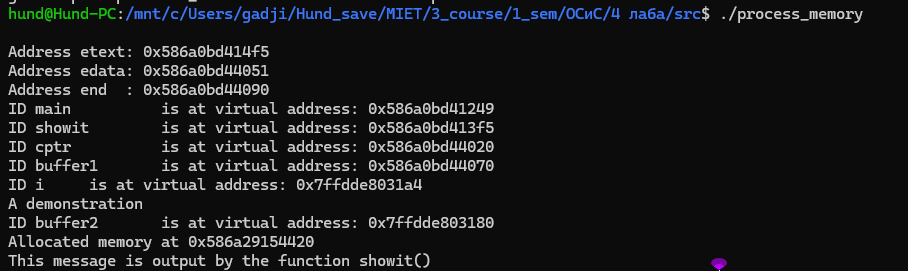 hund@Hund-PC:/mnt/c/Users/gadji/Hund_save/MIET/3_course/1_sem/ОСиС/4 лаба/src$ ./process_memory
Address etext: 0x586a0bd414f5
Address edata: 0x586a0bd44051
Address end  : 0x586a0bd44090
ID main         is at virtual address: 0x586a0bd41249
ID showit       is at virtual address: 0x586a0bd413f5
ID cptr         is at virtual address: 0x586a0bd44020
ID buffer1      is at virtual address: 0x586a0bd44070
ID i    is at virtual address: 0x7ffdde8031a4
A demonstration
ID buffer2      is at virtual address: 0x7ffdde803180
Allocated memory at 0x586a29154420
This message is output by the function showit()